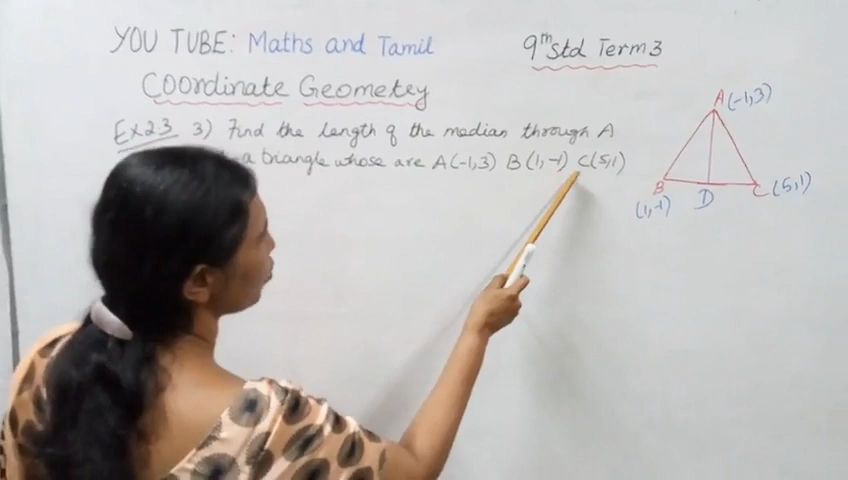 YOU TUBE: Maths and Tamil
9th Std Term 3
Coordinate Geometey
Ex 2.3 3) Find the length of the median through A
a triangle whose are A(-1,3) B(1,-1) C(5,1)
A(-1,3)
B
(1,-1)
D
C(5,1)